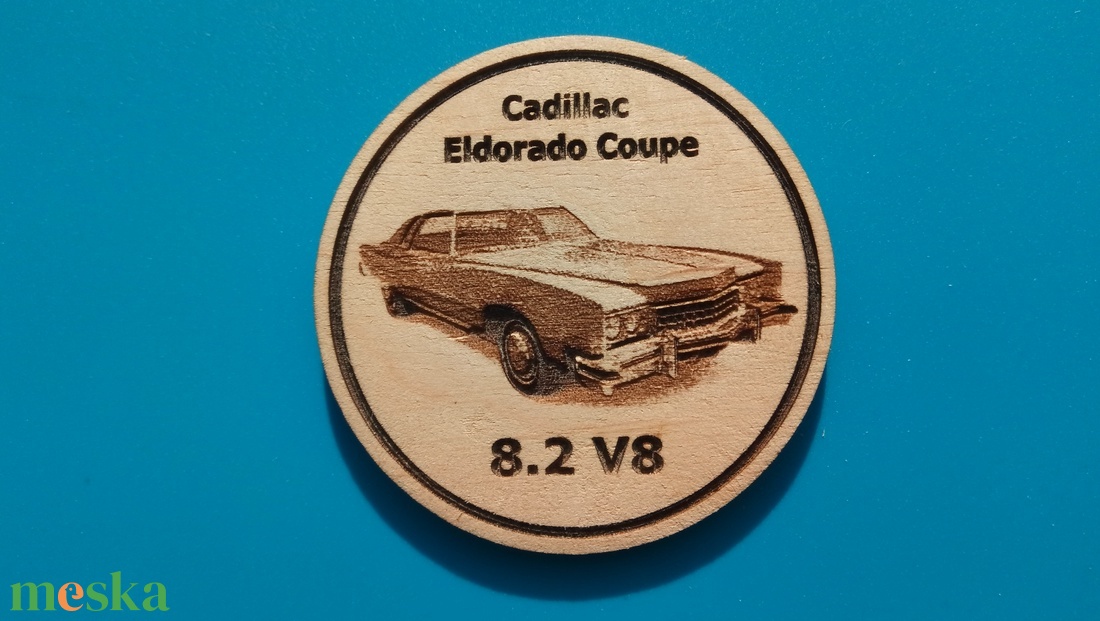 Cadillac
Eldorado Coupe
8.2 V8
meska